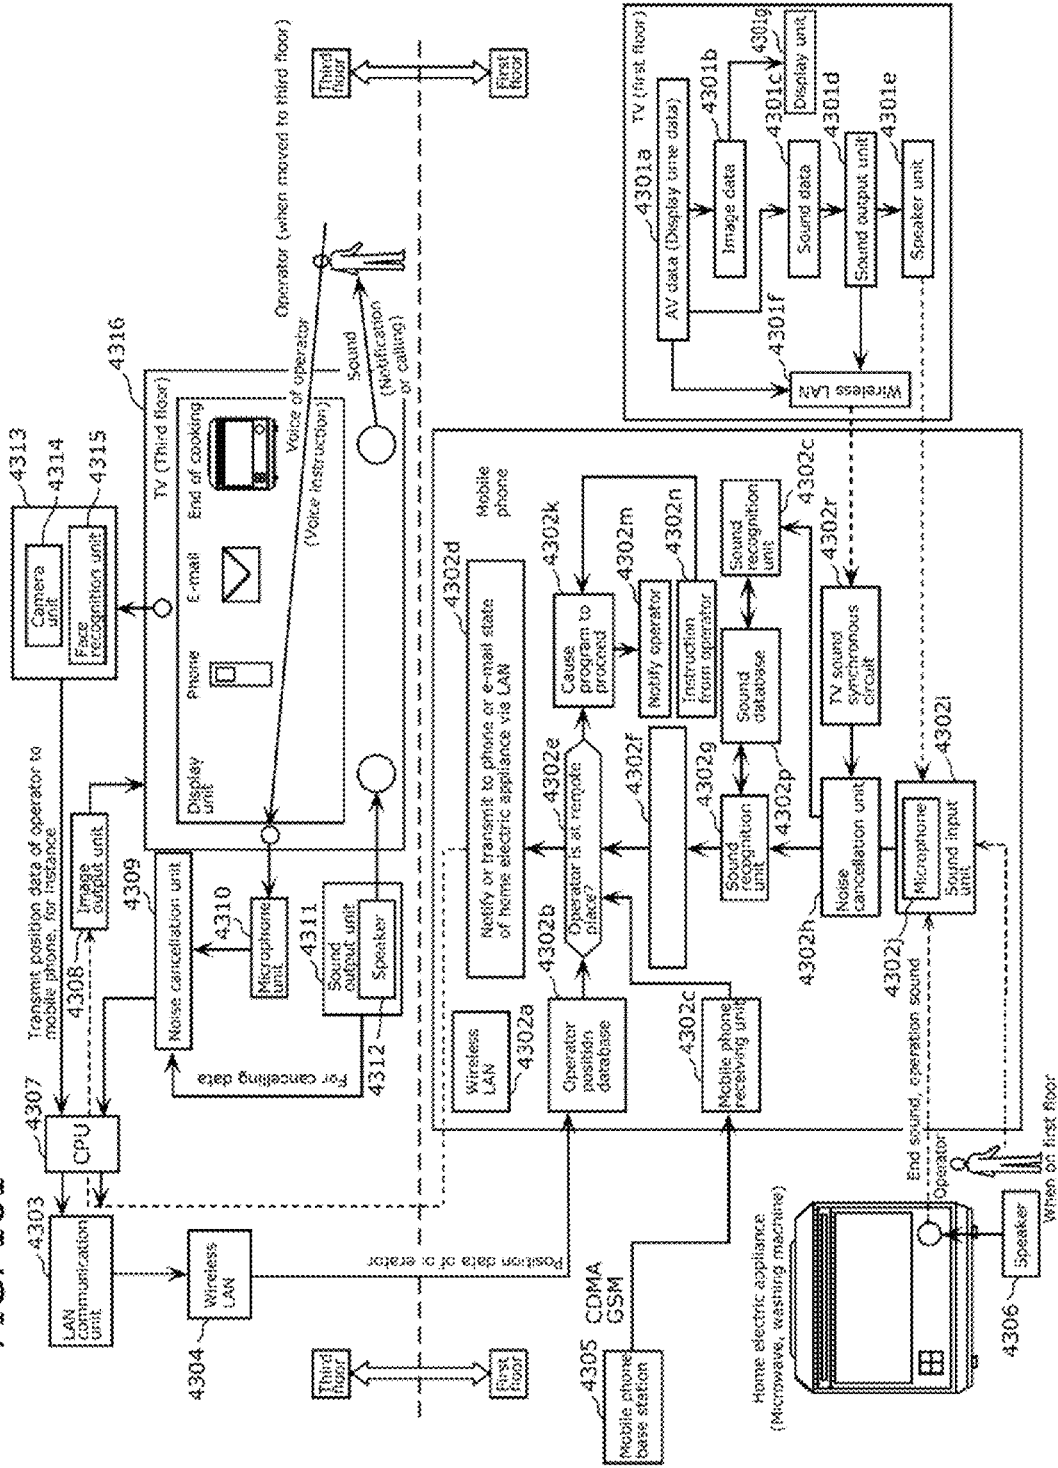 4313
4314
Camera
unit
4315
Face
recognition unit
4316
Operator (when moved to third floor)
Third
floor
First
floor
Transmit position data of operator to
mobile phone, for instance
4308
Image
output unit
TV (Third floor)
Display
unit
Phone
E-mail
End of cooking
Voice of operator
(Voice instruction)
Sound
(Notification
or calling)
4307
CPU
4309
Noise cancellation unit
4310
Microphone
unit
4311
Sound
output unit
Speaker
4312
For cancelling data
4303
LAN
communication
unit
4304
Wireless
LAN
Position data of
Third
floor
First
floor
4305
Mobile phone
base station
CDMA
GSM
Mobile
phone
4302a
Wireless
LAN
4302d
Notify or transmit to phone or e-mail state
of home electric appliance via LAN
4302b
Operator
position
database
4302e
Operator is at remote
place?
4302k
Cause
program to
proceed
4302m
Notify operator
4302n
Instruction
from operator
4302f
4302g
Sound
recognition
unit
4302p
Sound
database
Sound
recognition
unit
4302c
4302c
Mobile phone
receiving unit
4302h
Noise
cancellation unit
4302r
TV sound
synchronous
circuit
4302i
4302j
Microphone
Sound input
unit
TV (first floor)
4301a
AV data (Display time data)
4301b
Image data
4301g
Display unit
4301c
Sound data
4301d
Sound output unit
4301e
Speaker unit
4301f
Wireless
LAN
Home electric appliance
(Microwave, washing machine)
End sound, operation sound
Operator
4306
Speaker
When on first floor